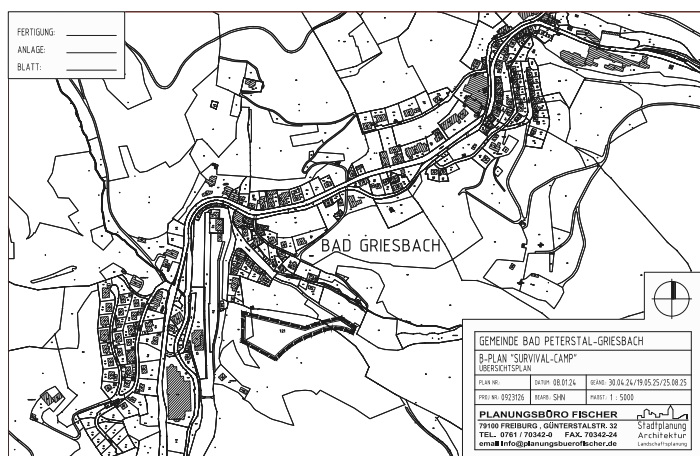 FERTIGUNG:
ANLAGE:
BLATT:
BAD GRIESBACH
GEMEINDE BAD PETERSTAL-GRIESBACH
B-PLAN "SURVIVAL-CAMP"
ÜBERSICHTSPLAN
PLAN NR: DATUM: 08.01.24 GEÄND.: 30.04.24/19.05.25/25.08.25
PROJ NR: 0923126 BEARB.: SHN MAßST.: 1 : 5000
PLANUNGSBÜRO FISCHER
79100 FREIBURG , GÜNTERSTALSTR. 32
TEL. 0761 / 70342-0 FAX. 70342-24
email info@planungsbuerofischer.de
Stadtplanung
Architektur
Landschaftsplanung